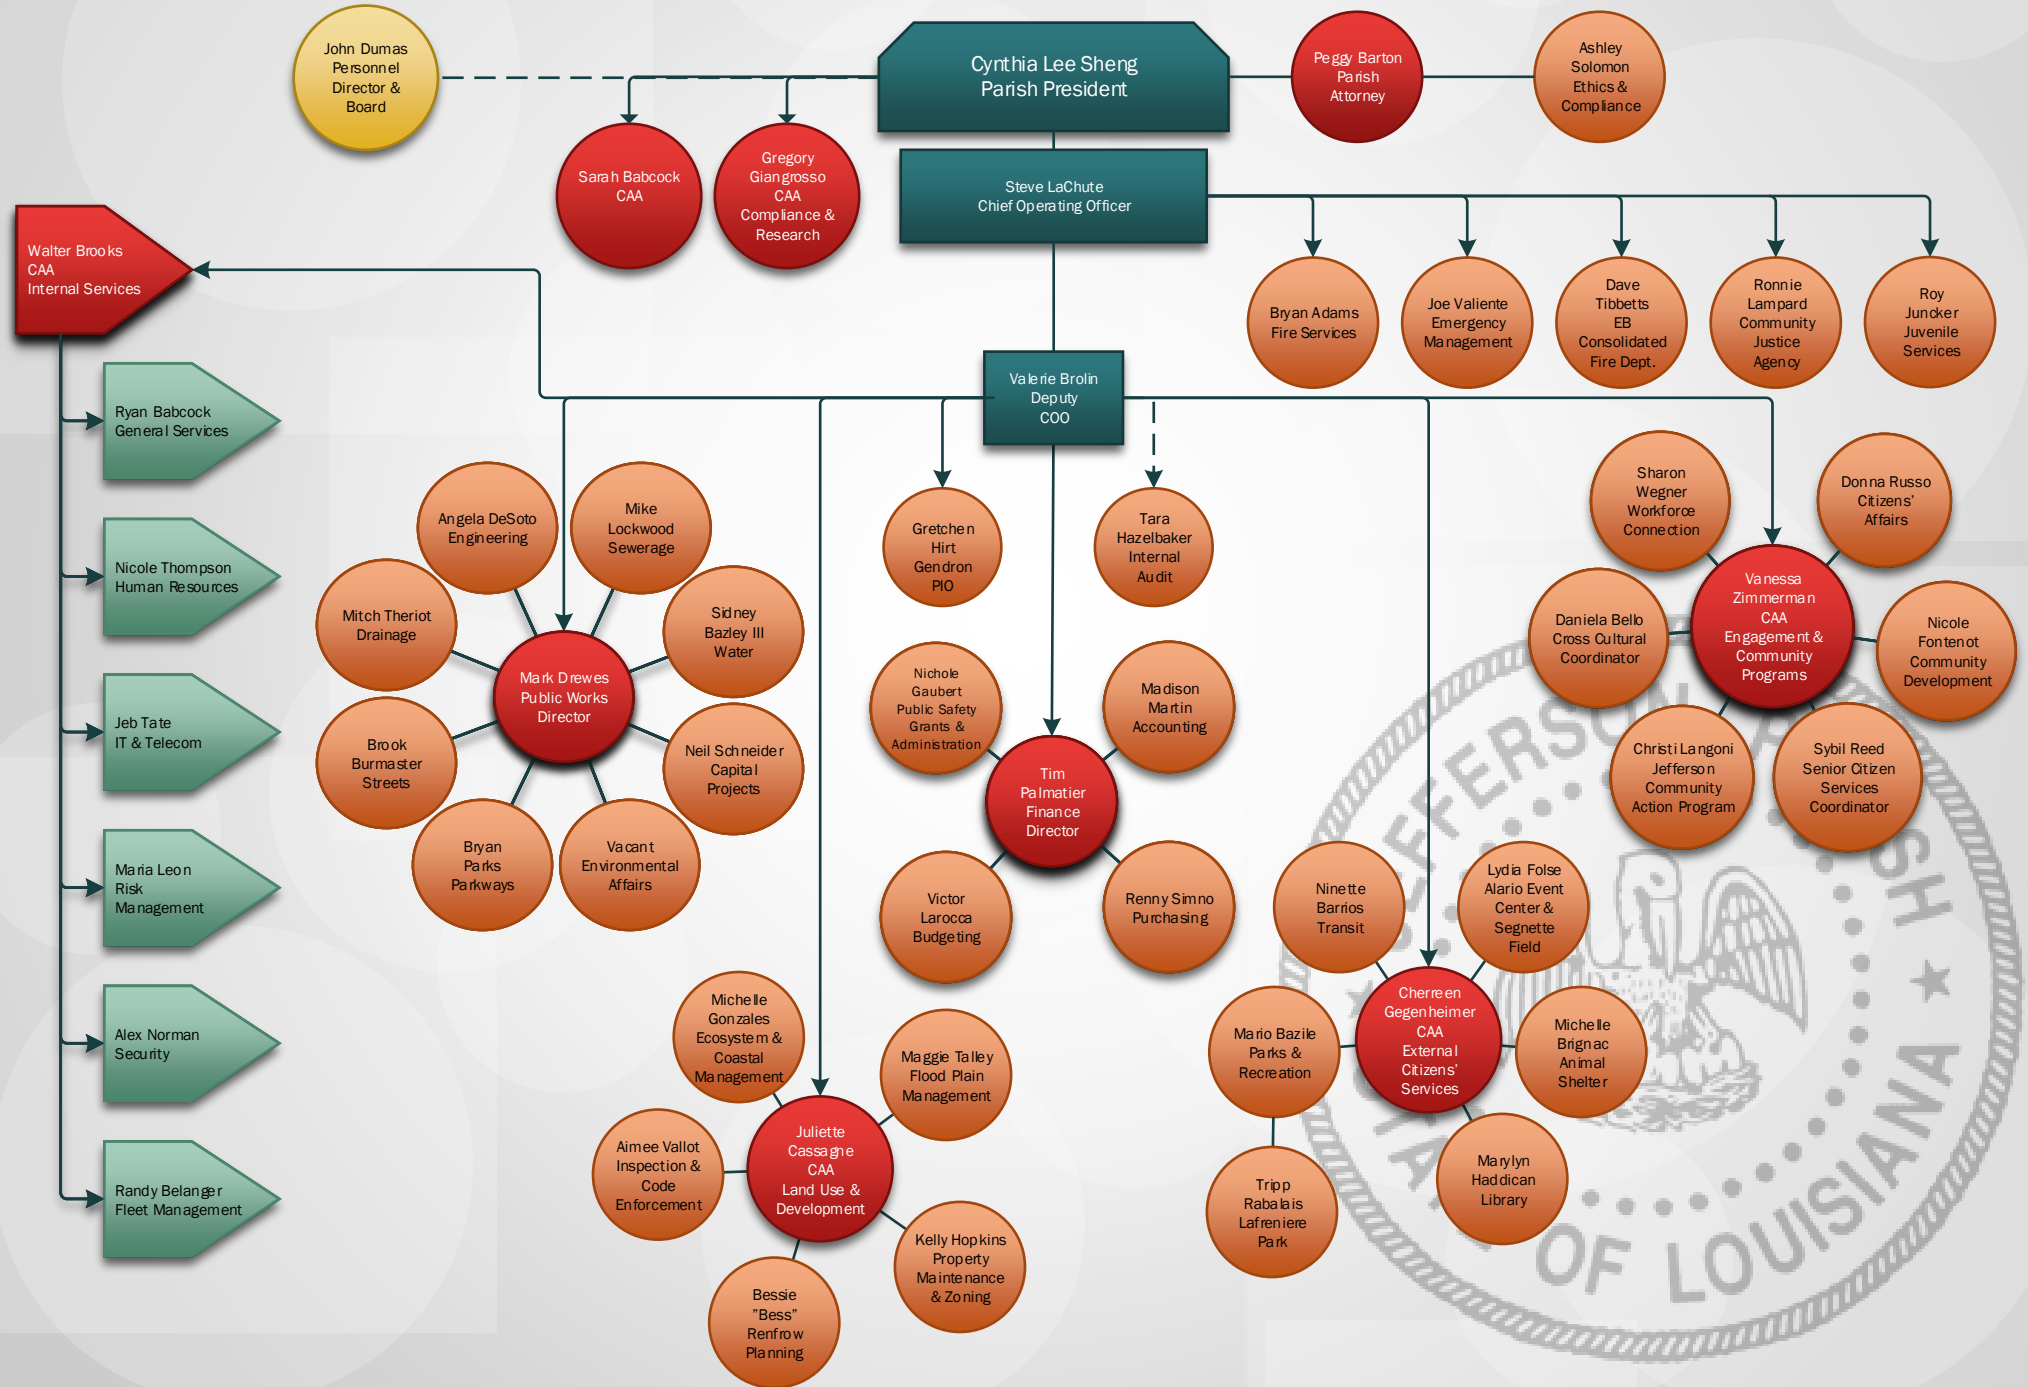 John Dumas
Personnel
Director &
Board
Cynthia Lee Sheng
Parish President
Peggy Barton
Parish
Attorney
Ashley
Solomon
Ethics &
Compliance
Sarah Babcock
CAA
Gregory
Giangrosso
CAA
Compliance &
Research
Steve LaChute
Chief Operating Officer
Walter Brooks
CAA
Internal Services
Bryan Adams
Fire Services
Joe Valiente
Emergency
Management
Dave
Tibbetts
EB
Consolidated
Fire Dept.
Ronnie
Lampard
Community
Justice
Agency
Roy
Juncker
Juvenile
Services
Valerie Brolin
Deputy
COO
Ryan Babcock
General Services
Nicole Thompson
Human Resources
Jeb Tate
IT & Telecom
Maria Leon
Risk
Management
Alex Norman
Security
Randy Belanger
Fleet Management
Angela DeSoto
Engineering
Mike
Lockwood
Sewerage
Mitch Theriot
Drainage
Sidney
Bazley III
Water
Mark Drewes
Public Works
Director
Brook
Burmaster
Streets
Neil Schneider
Capital
Projects
Bryan
Parks
Parkways
Vacant
Environmental
Affairs
Gretchen
Hirt
Gendron
PIO
Tara
Hazelbaker
Internal
Audit
Nichole
Gaubert
Public Safety
Grants &
Administration
Madison
Martin
Accounting
Tim
Palmatier
Finance
Director
Victor
Larocca
Budgeting
Renny Simno
Purchasing
Sharon
Wegner
Workforce
Connection
Donna Russo
Citizens'
Affairs
Daniela Bello
Cross Cultural
Coordinator
Vanessa
Zimmerman
CAA
Engagement &
Community
Programs
Nicole
Fontenot
Community
Development
Christi Langoni
Jefferson
Community
Action Program
Sybil Reed
Senior Citizen
Services
Coordinator
Ninette
Barrios
Transit
Lydia Folse
Alario Event
Center &
Segnette
Field
Mario Bazile
Parks &
Recreation
Cherreen
Gegenheimer
CAA
External
Citizens'
Services
Michelle
Brignac
Animal
Shelter
Tripp
Rabalais
Lafreniere
Park
Marylyn
Haddican
Library
Michelle
Gonzales
Ecosystem &
Coastal
Management
Maggie Talley
Flood Plain
Management
Aimee Vallot
Inspection &
Code
Enforcement
Juliette
Cassagne
CAA
Land Use &
Development
Kelly Hopkins
Property
Maintenance
& Zoning
Bessie
"Bess"
Renfrow
Planning
OF LOUISIANA